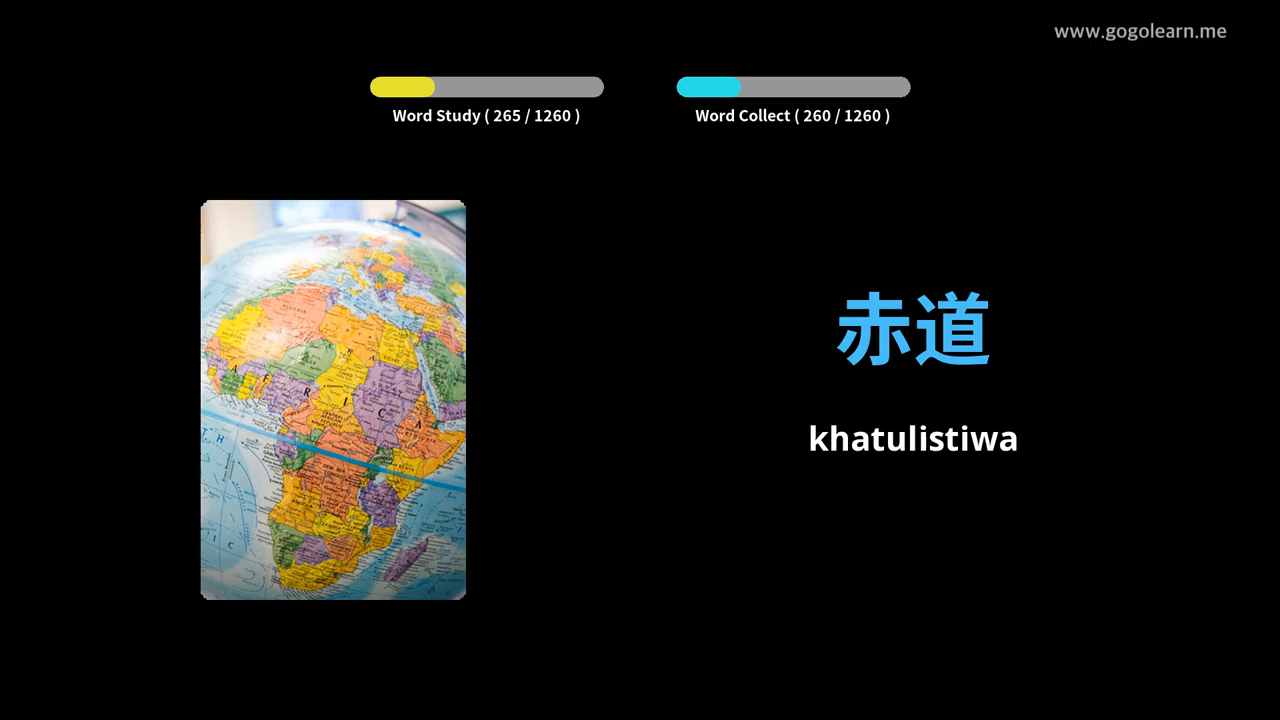 www.gogolearn.me
Word Study ( 265 / 1260 )
Word Collect ( 260 / 1260 )
赤道
khatulistiwa
A F R I C A